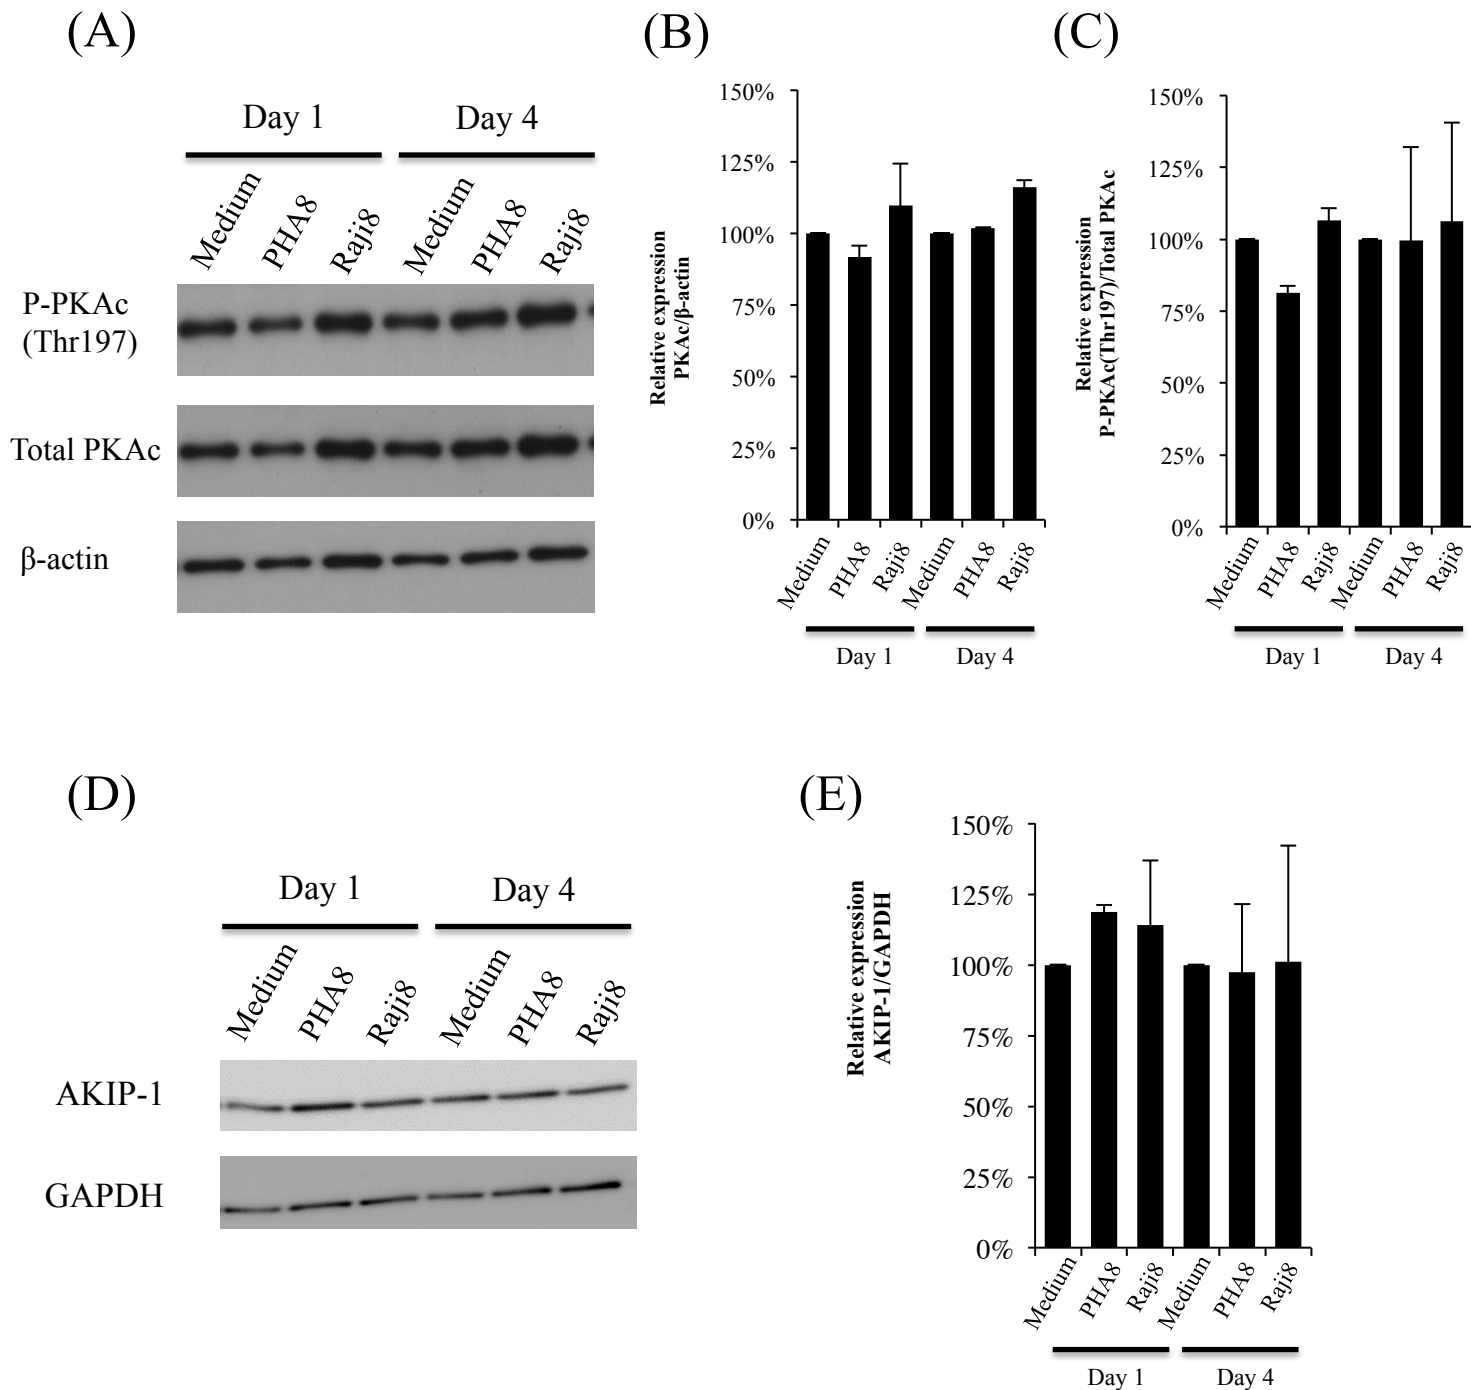 (A)
Day 1
Day 4
Medium
PHA8
Raji8
Medium
PHA8
Raji8
P-PKAc
(Thr197)
Total PKAc
β-actin
(B)
150%
125%
100%
75%
50%
25%
0%
Relative expression
PKAc/β-actin
Medium
PHA8
Raji8
Medium
PHA8
Raji8
Day 1
Day 4
(C)
150%
125%
100%
75%
50%
25%
0%
Relative expression
P-PKAc(Thr197)/Total PKAc
Medium
PHA8
Raji8
Medium
PHA8
Raji8
Day 1
Day 4
(D)
Day 1
Day 4
Medium
PHA8
Raji8
Medium
PHA8
Raji8
AKIP-1
GAPDH
(E)
150%
125%
100%
75%
50%
25%
0%
Relative expression
AKIP-1/GAPDH
Medium
PHA8
Raji8
Medium
PHA8
Raji8
Day 1
Day 4